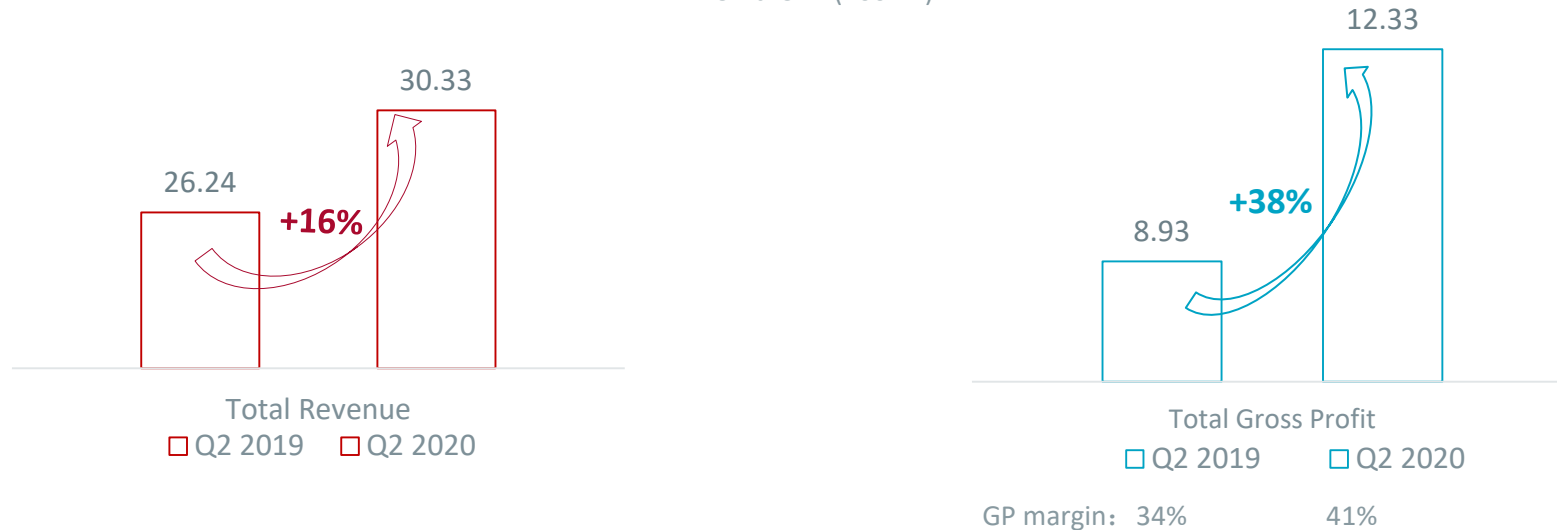 12.33
30.33
26.24
+16%
+38%
8.93
Total Revenue
Q2 2019 Q2 2020
Total Gross Profit
Q2 2019 Q2 2020
GP margin: 34% 41%